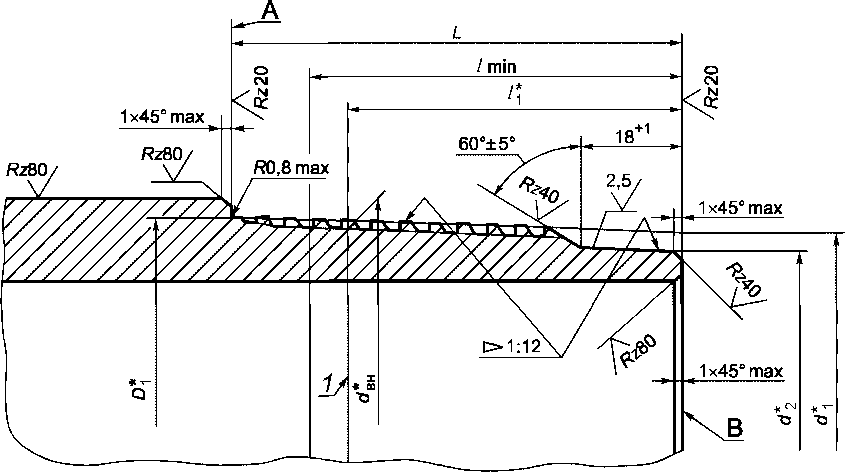 A
L
l min
l*1
Rz20
Rz20
1×45° max
60°±5°
18+1
Rz80
Rz80
R0,8 max
Rz40
2,5
1×45° max
Rz40
1:12
Rz80
1×45° max
D*1
1
d*вн
d*2
d*1
B